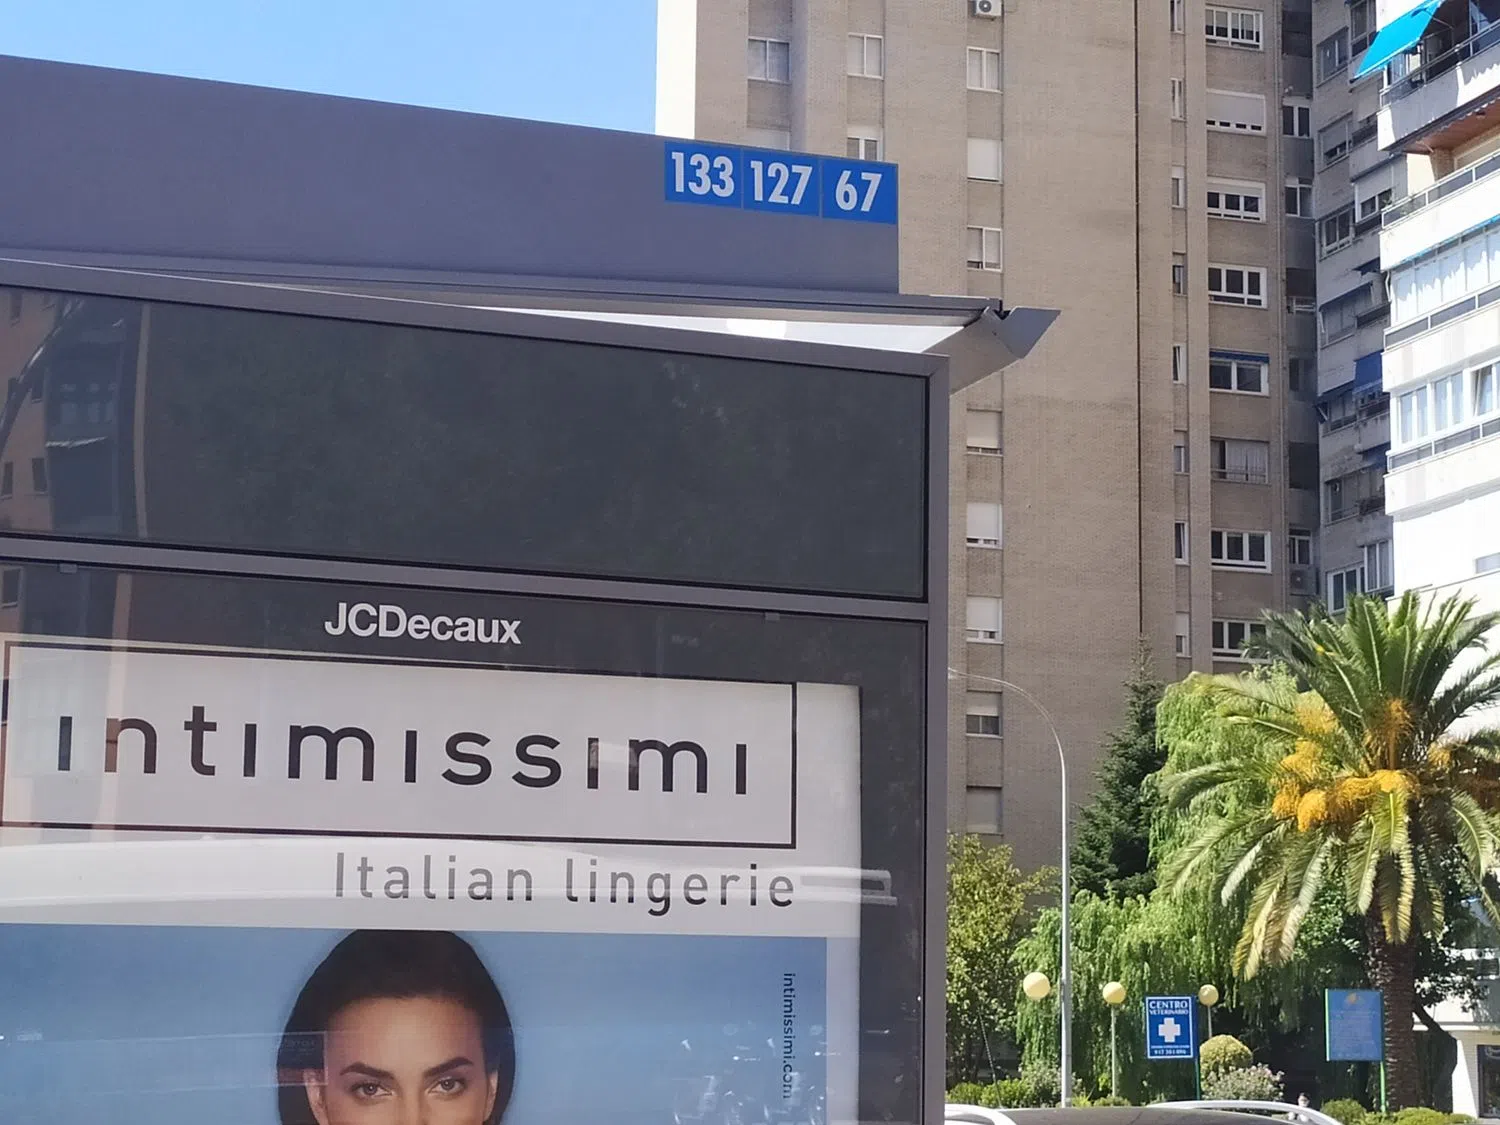 133 127 67
JCDecaux
intimissimi
Italian lingerie
intimissimi.com
CENTRO
VETERINARIO